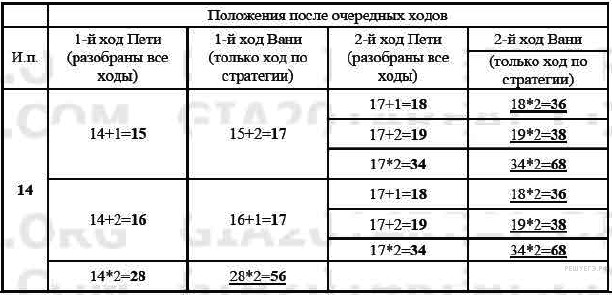 Положения после очередных ходов
И.п.
1-й ход Пети
(разобраны все
ходы)
1-й ход Вани
(только ход по
стратегии)
2-й ход Пети
(разобраны все
ходы)
2-й ход Вани
(только ход по
стратегии)
14
14+1=15
15+2=17
17+1=18
18*2=36
17+2=19
19*2=38
17*2=34
34*2=68
14+2=16
16+1=17
17+1=18
18*2=36
17+2=19
19*2=38
17*2=34
34*2=68
14*2=28
28*2=56
РЕШУЕГЭ.РФ